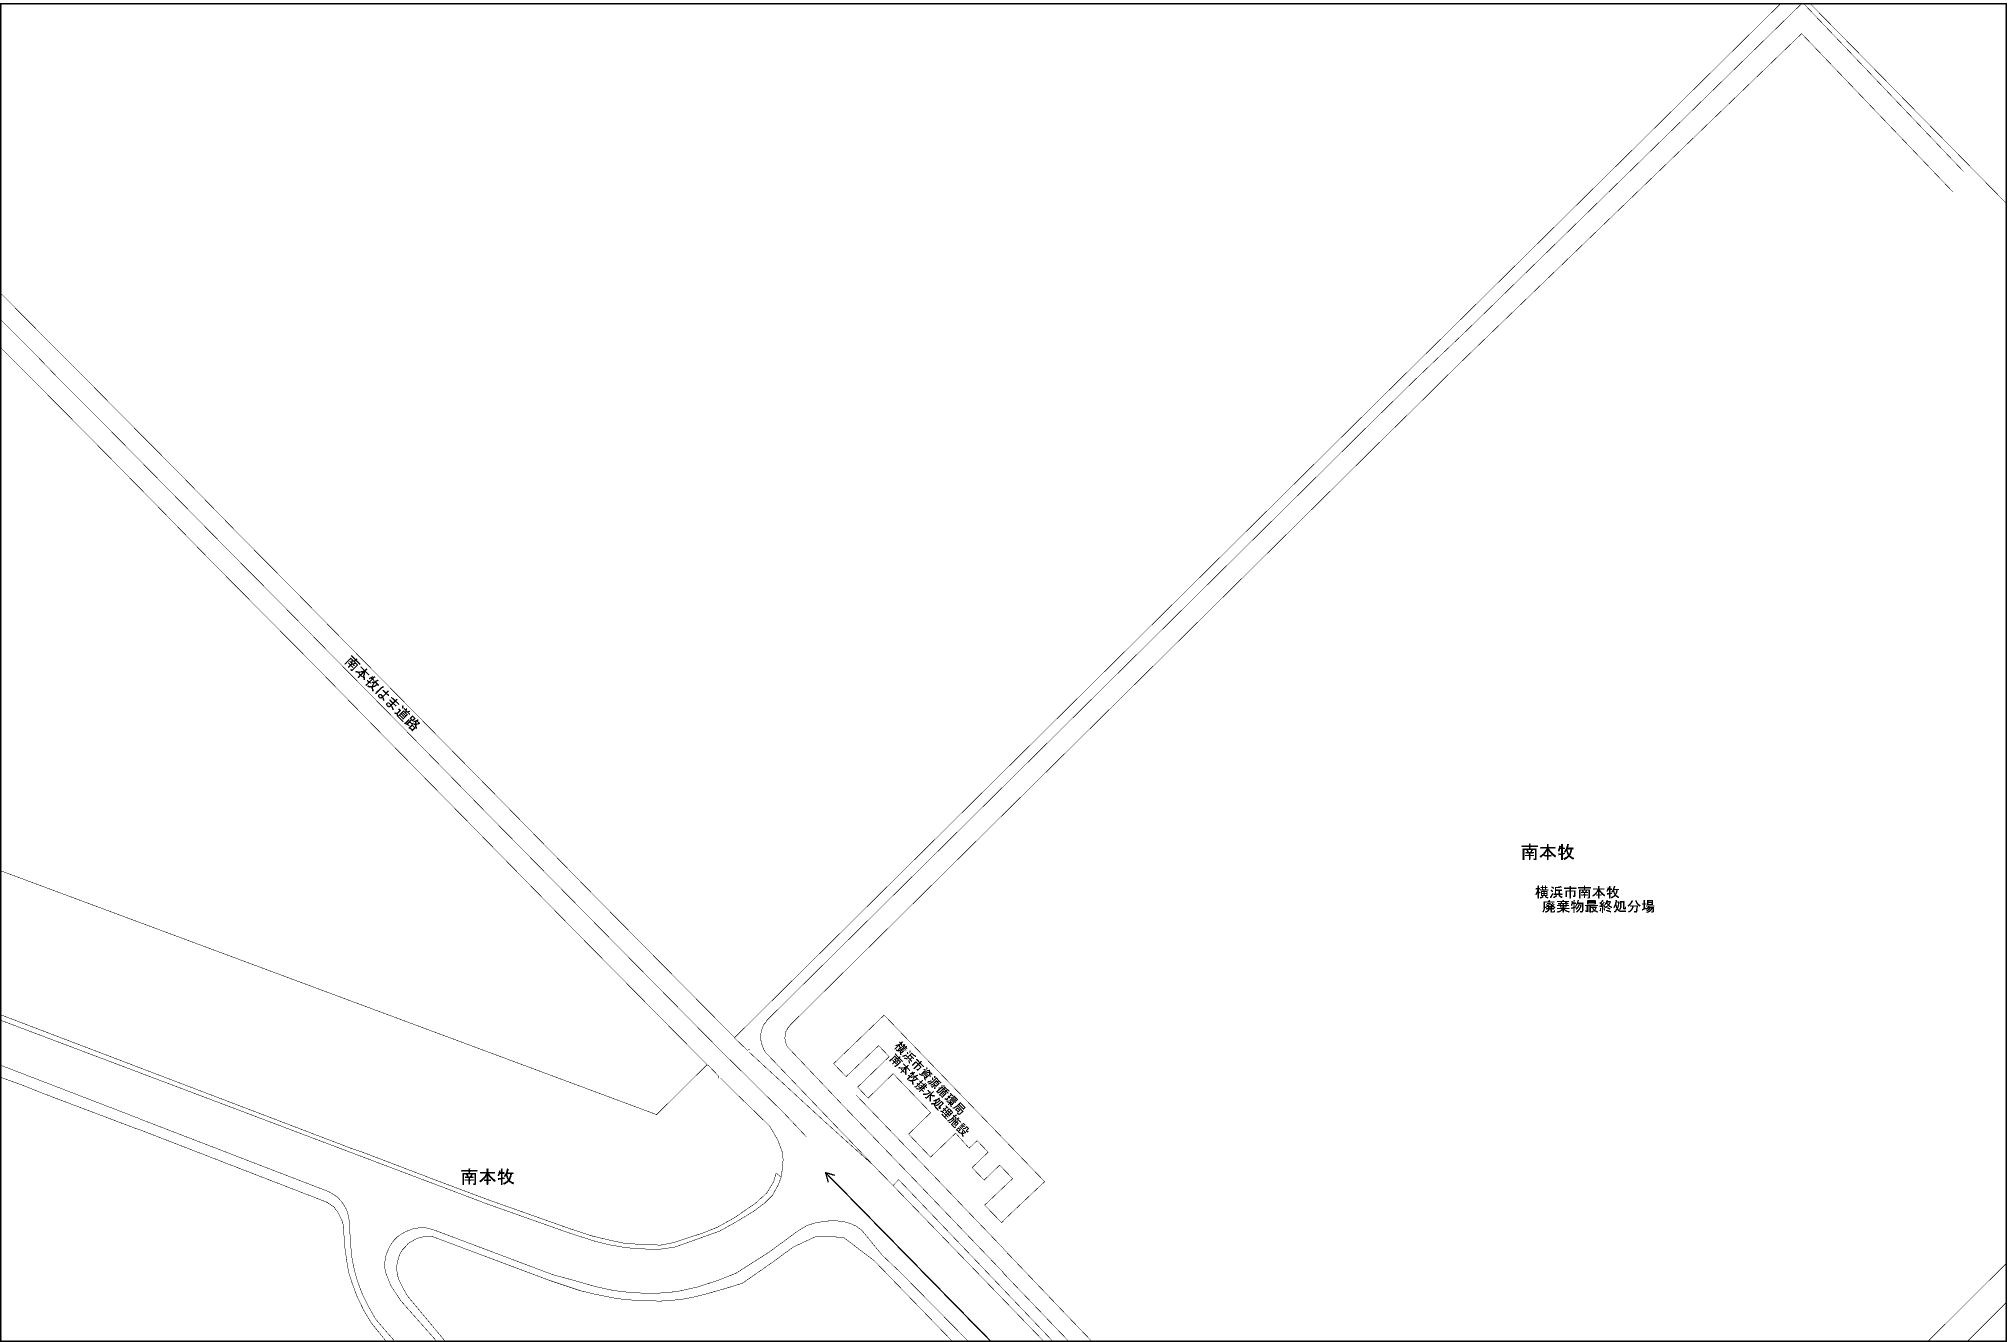 南本牧はま道路
南本牧
横浜市南本牧
廃棄物最終処分場
横浜市資源循環局
南本牧排水処理施設
南本牧